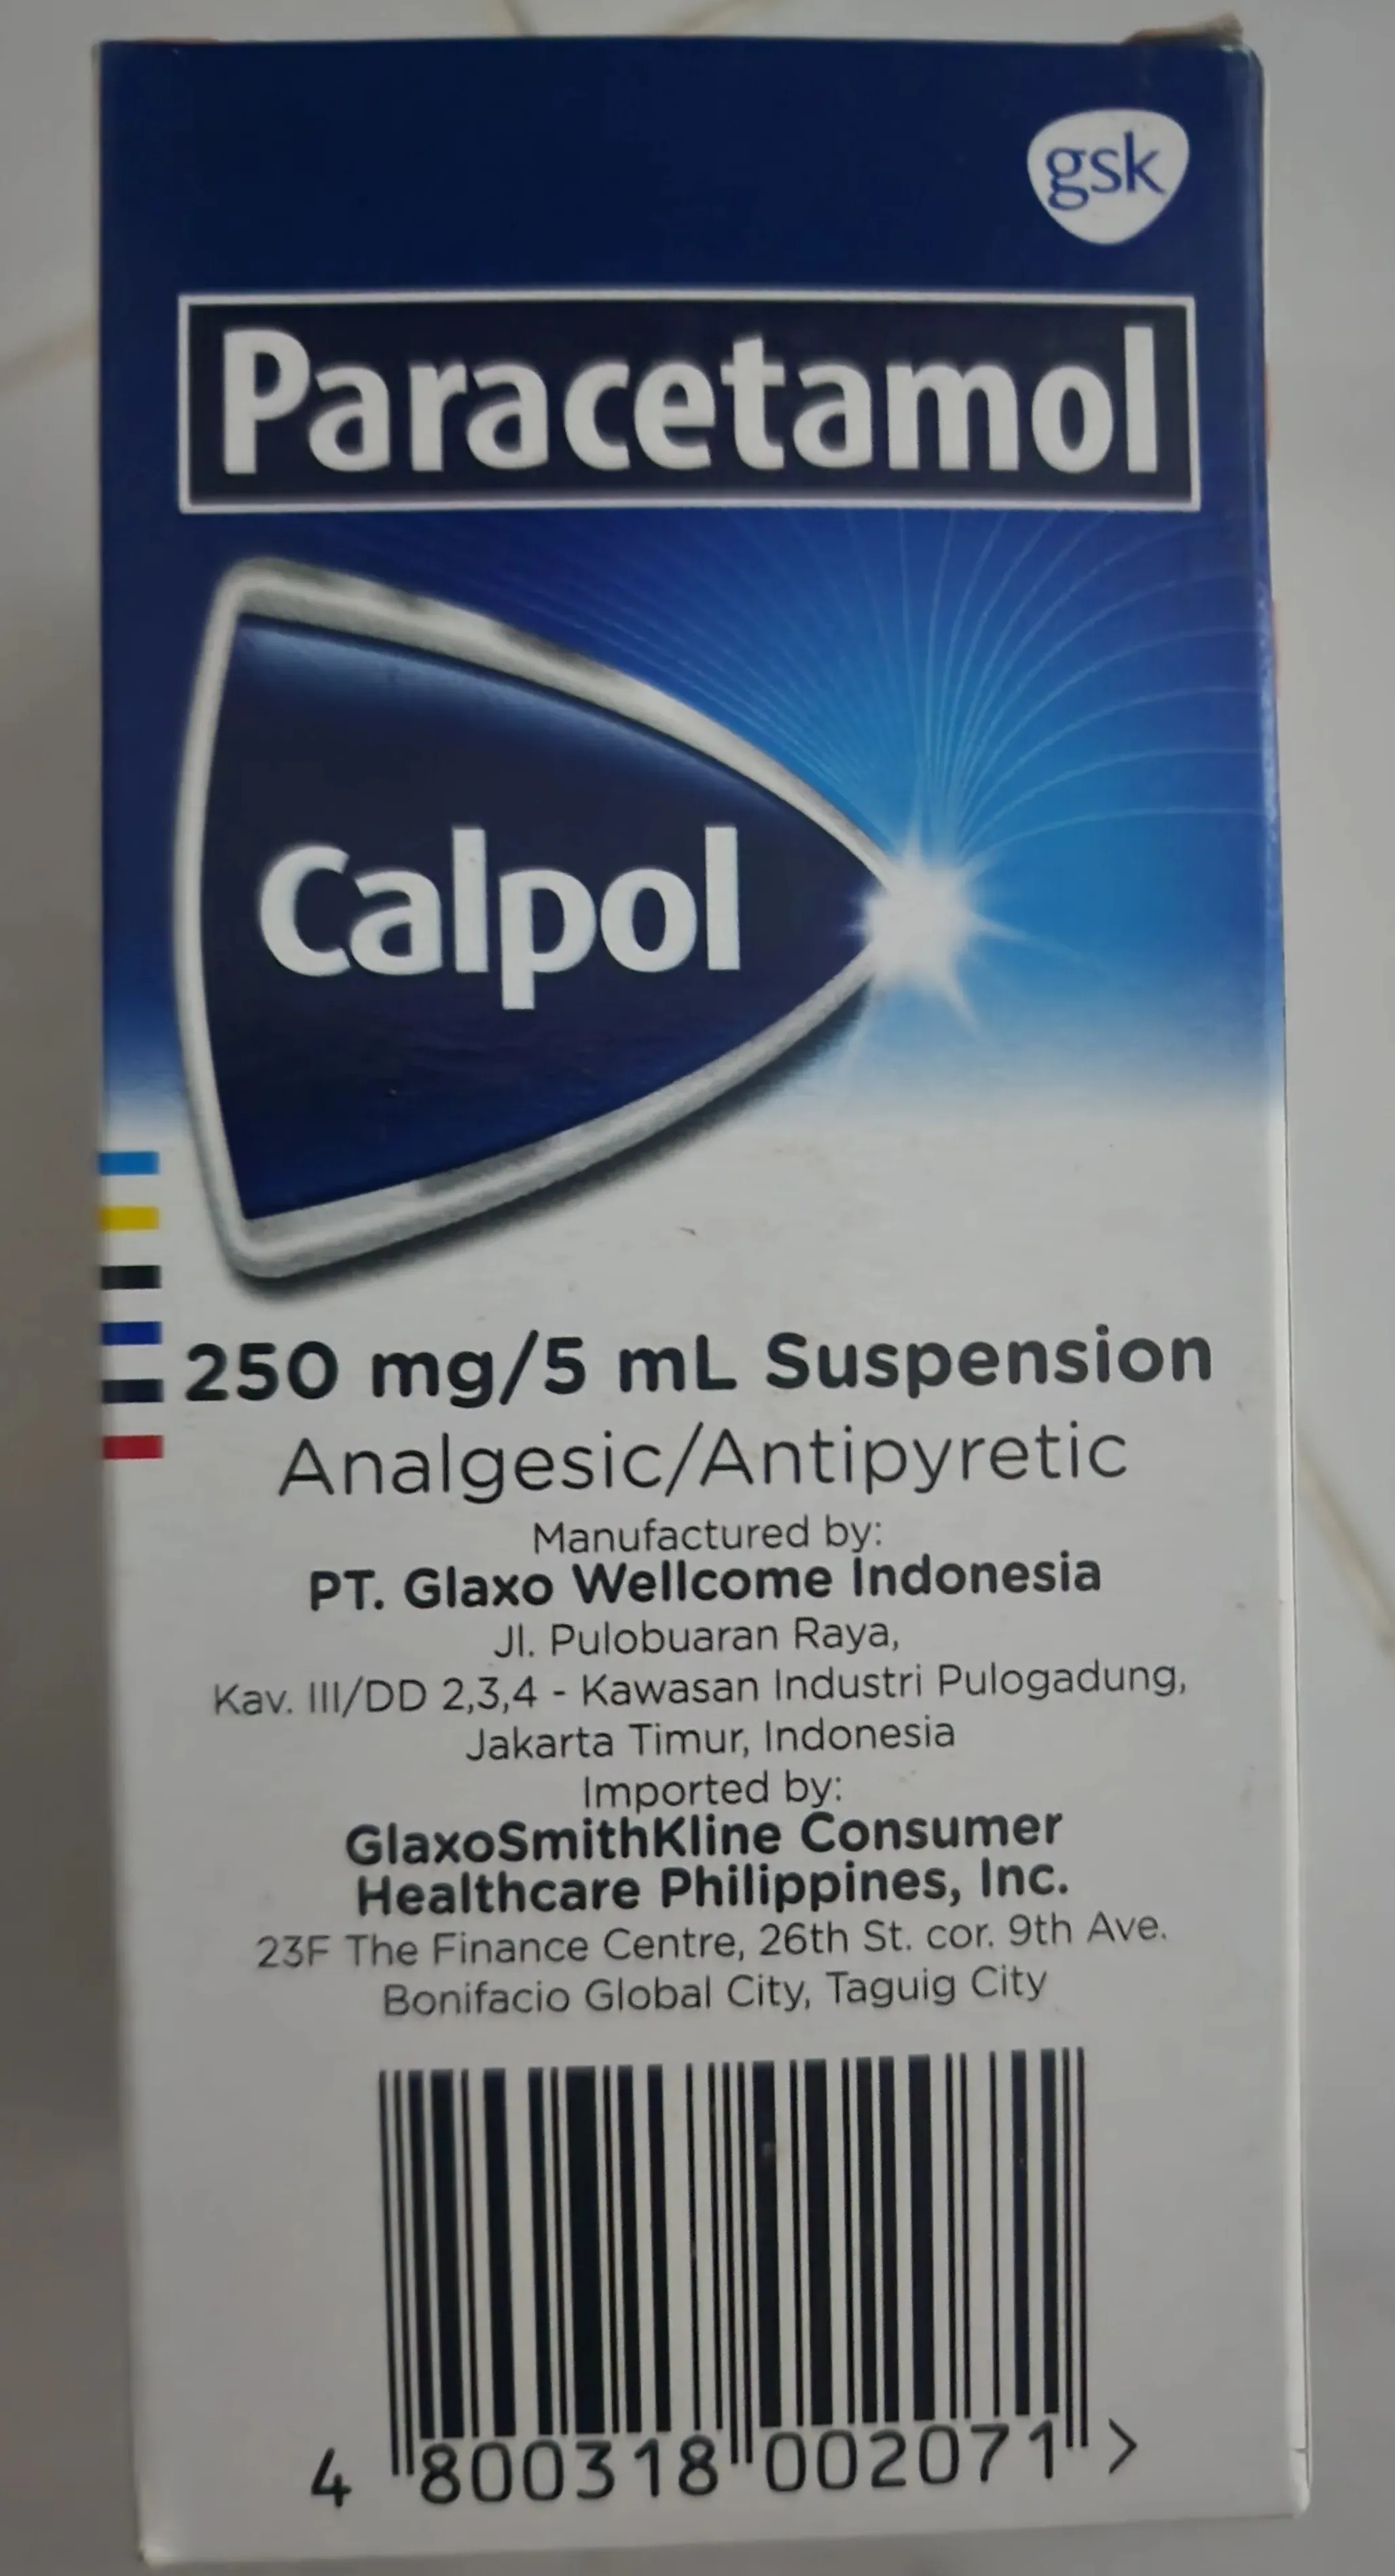 gsk
Paracetamol
Calpol
250 mg/5 mL Suspension
Analgesic/Antipyretic
Manufactured by:
PT. Glaxo Wellcome Indonesia
Jl. Pulobuaran Raya,
Kav. III/DD 2,3,4 - Kawasan Industri Pulogadung,
Jakarta Timur, Indonesia
Imported by:
GlaxoSmithKline Consumer
Healthcare Philippines, Inc.
23F The Finance Centre, 26th St. cor. 9th Ave.
Bonifacio Global City, Taguig City
4 800318 002071 >